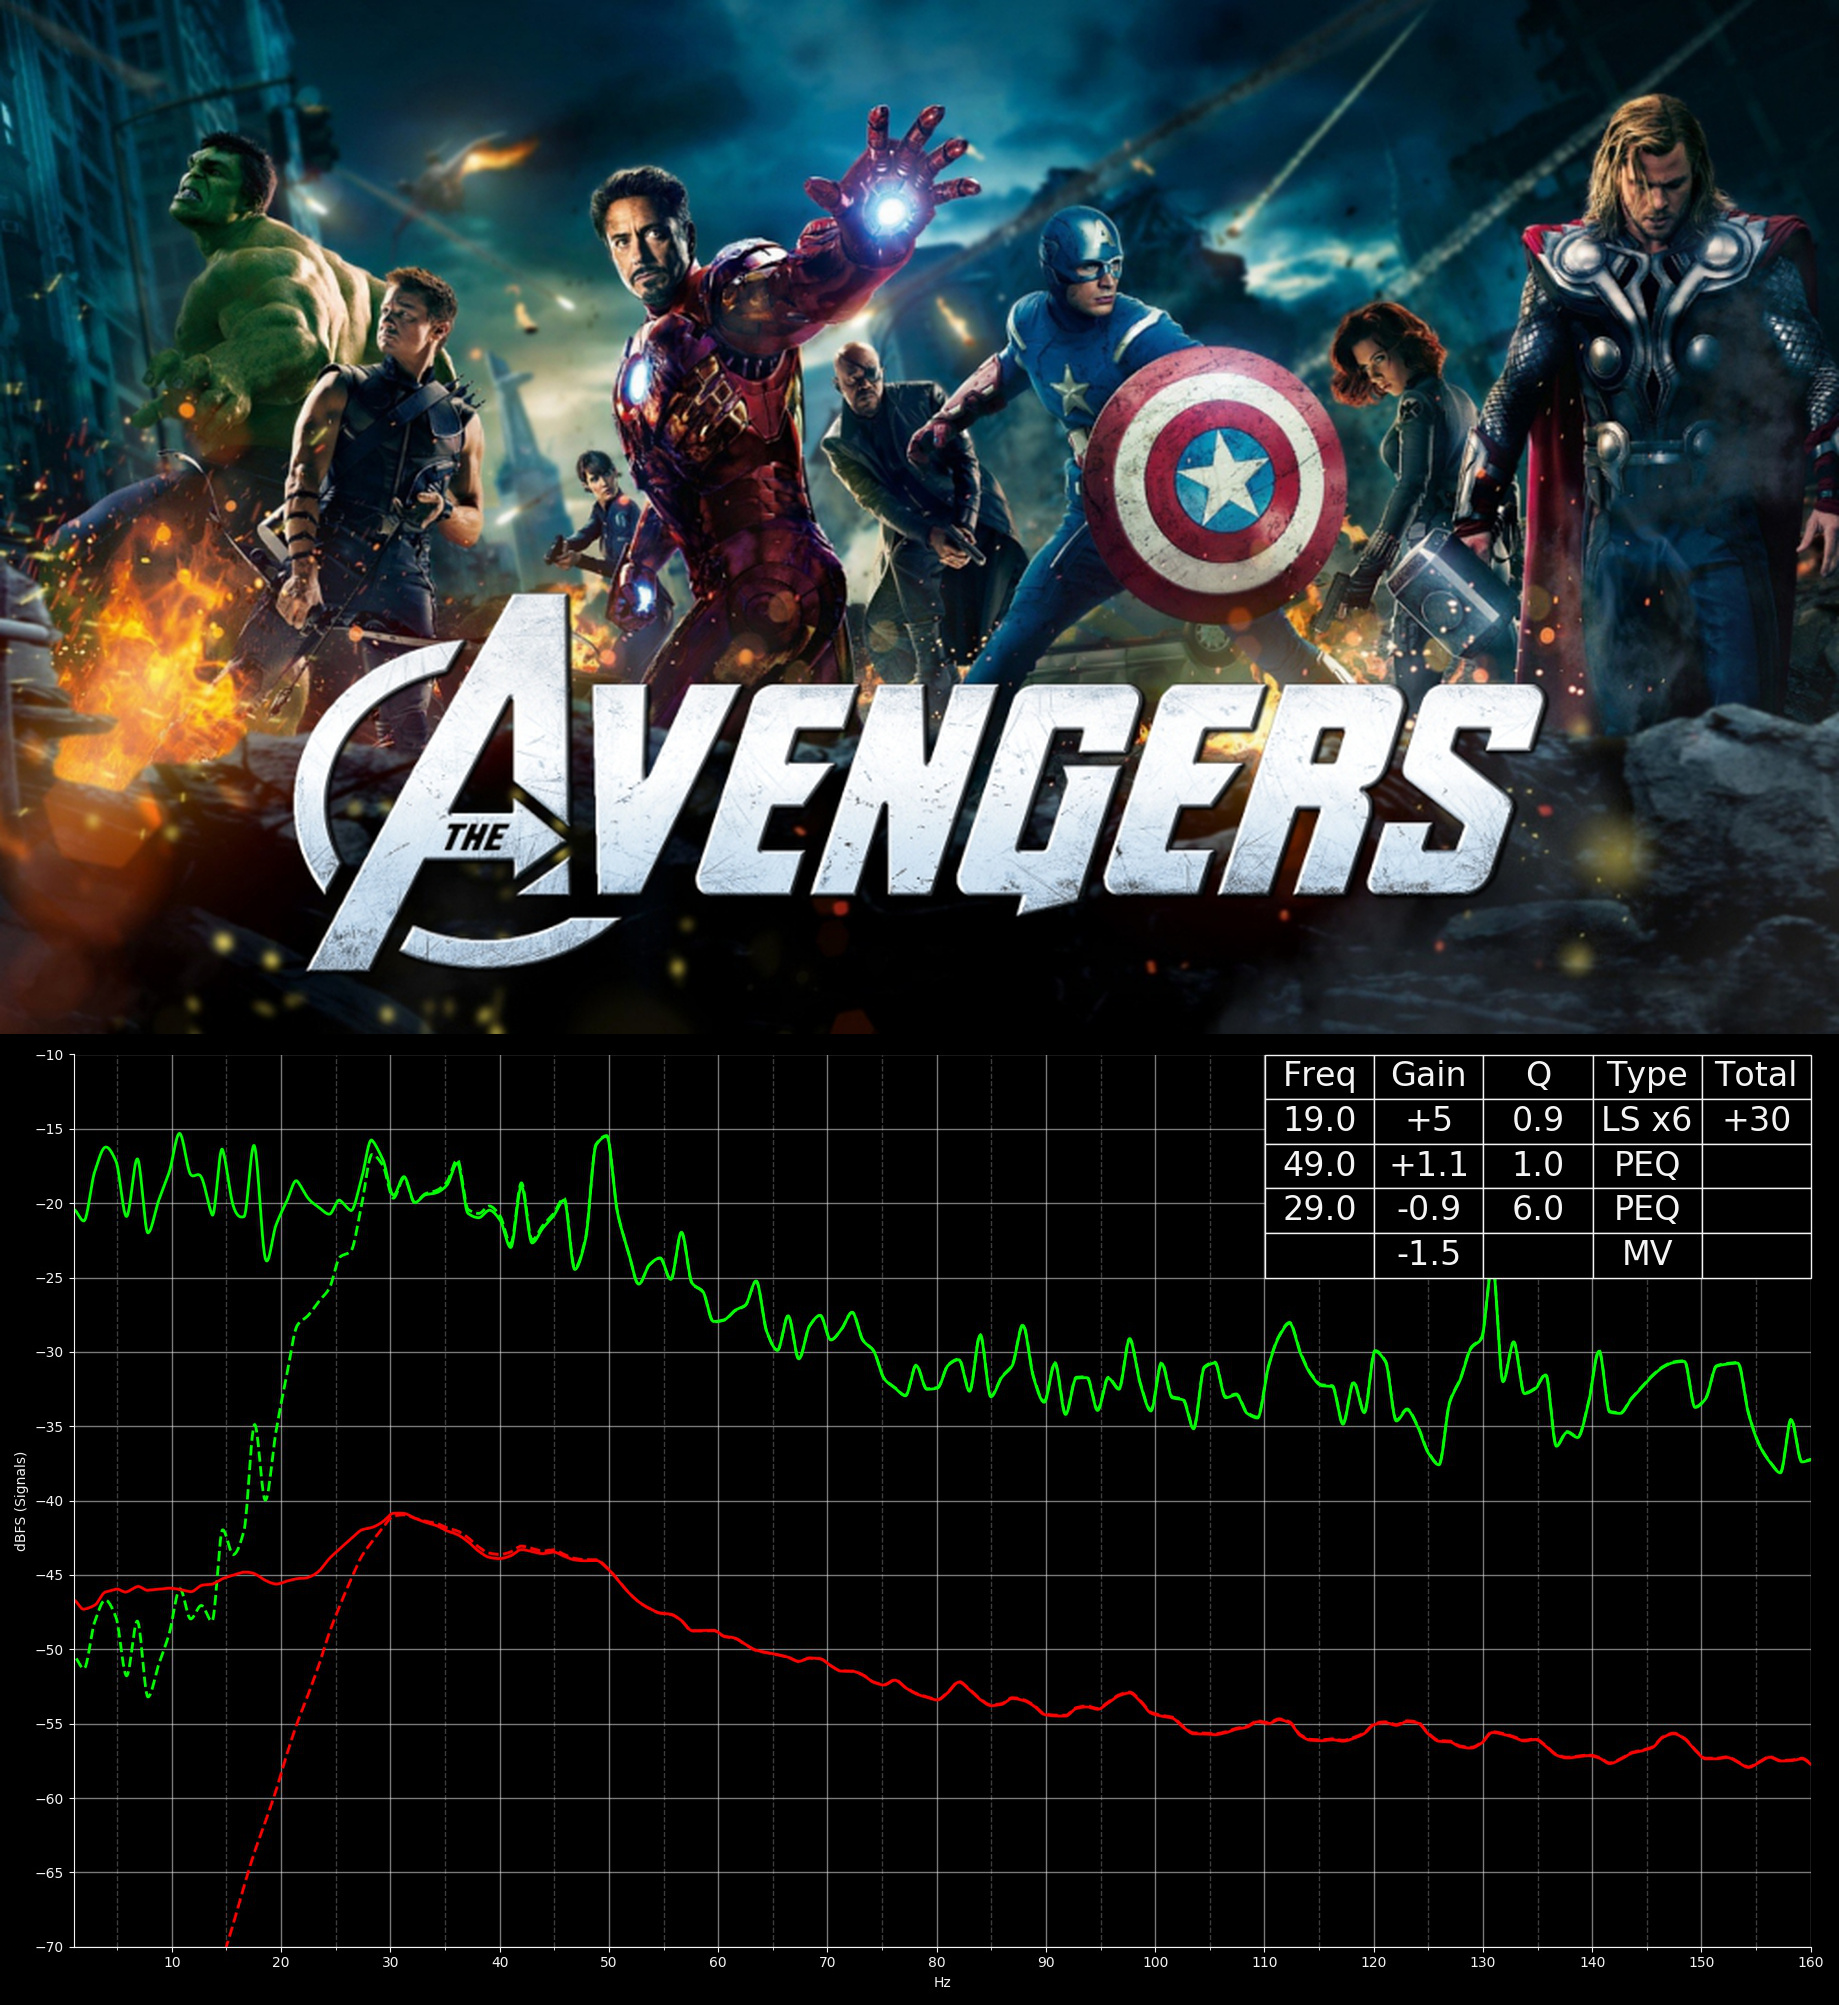 THE
AVENGERS
Freq Gain Q Type Total
19.0 +5 0.9 LS x6 +30
49.0 +1.1 1.0 PEQ
29.0 -0.9 6.0 PEQ
-1.5 MV
−10
−15
−20
−25
−30
−35
−40
−45
−50
−55
−60
−65
−70
dBFS (Signals)
10 20 30 40 50 60 70 80 90 100 110 120 130 140 150 160
Hz